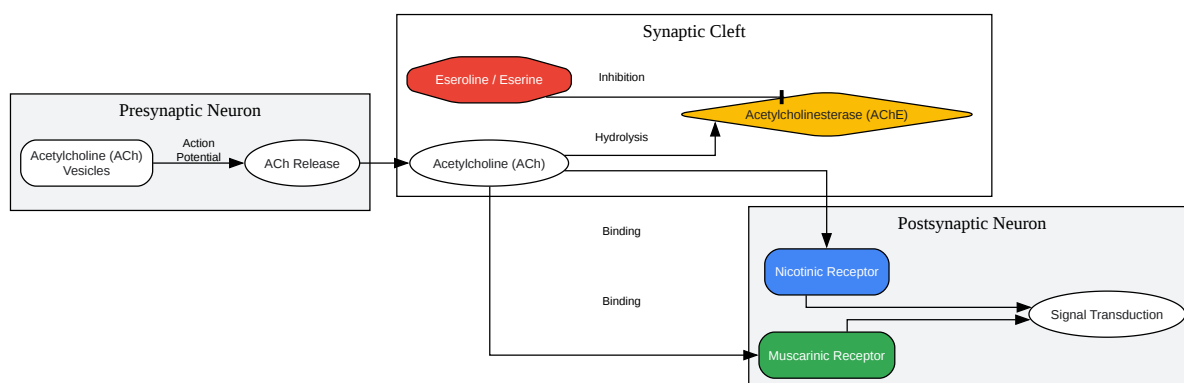 Synaptic Cleft
Eseroline / Eserine
Inhibition
Acetylcholinesterase (AChE)
Presynaptic Neuron
Acetylcholine (ACh)
Vesicles
Action
Potential
ACh Release
Hydrolysis
Acetylcholine (ACh)
Binding
Postsynaptic Neuron
Nicotinic Receptor
Binding
Signal Transduction
Muscarinic Receptor